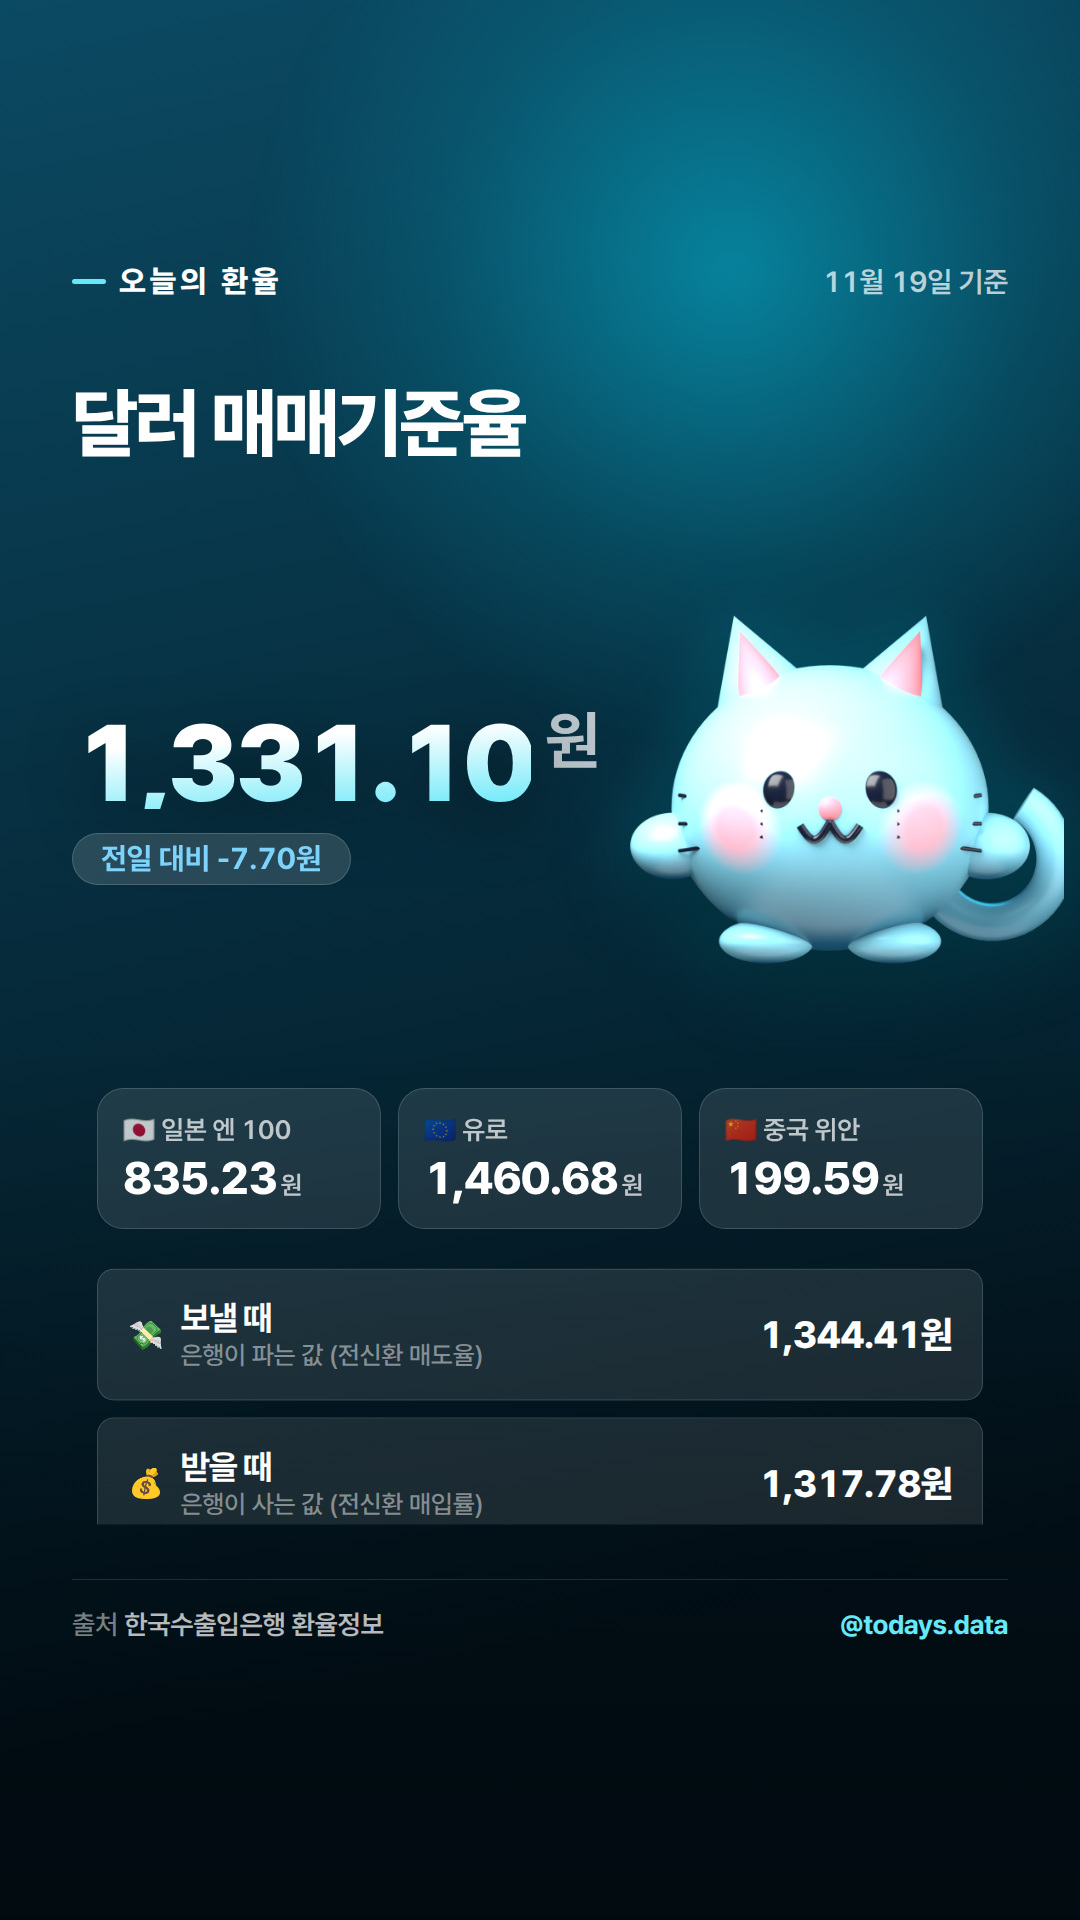 오늘의 환율
11월 19일 기준
달러 매매기준율
1,331.10원
전일 대비 -7.70원
일본 엔 100
835.23원
유로
1,460.68원
중국 위안
199.59원
보낼 때
은행이 파는 값 (전신환 매도율)
1,344.41원
받을 때
은행이 사는 값 (전신환 매입률)
1,317.78원
출처 한국수출입은행 환율정보
@todays.data